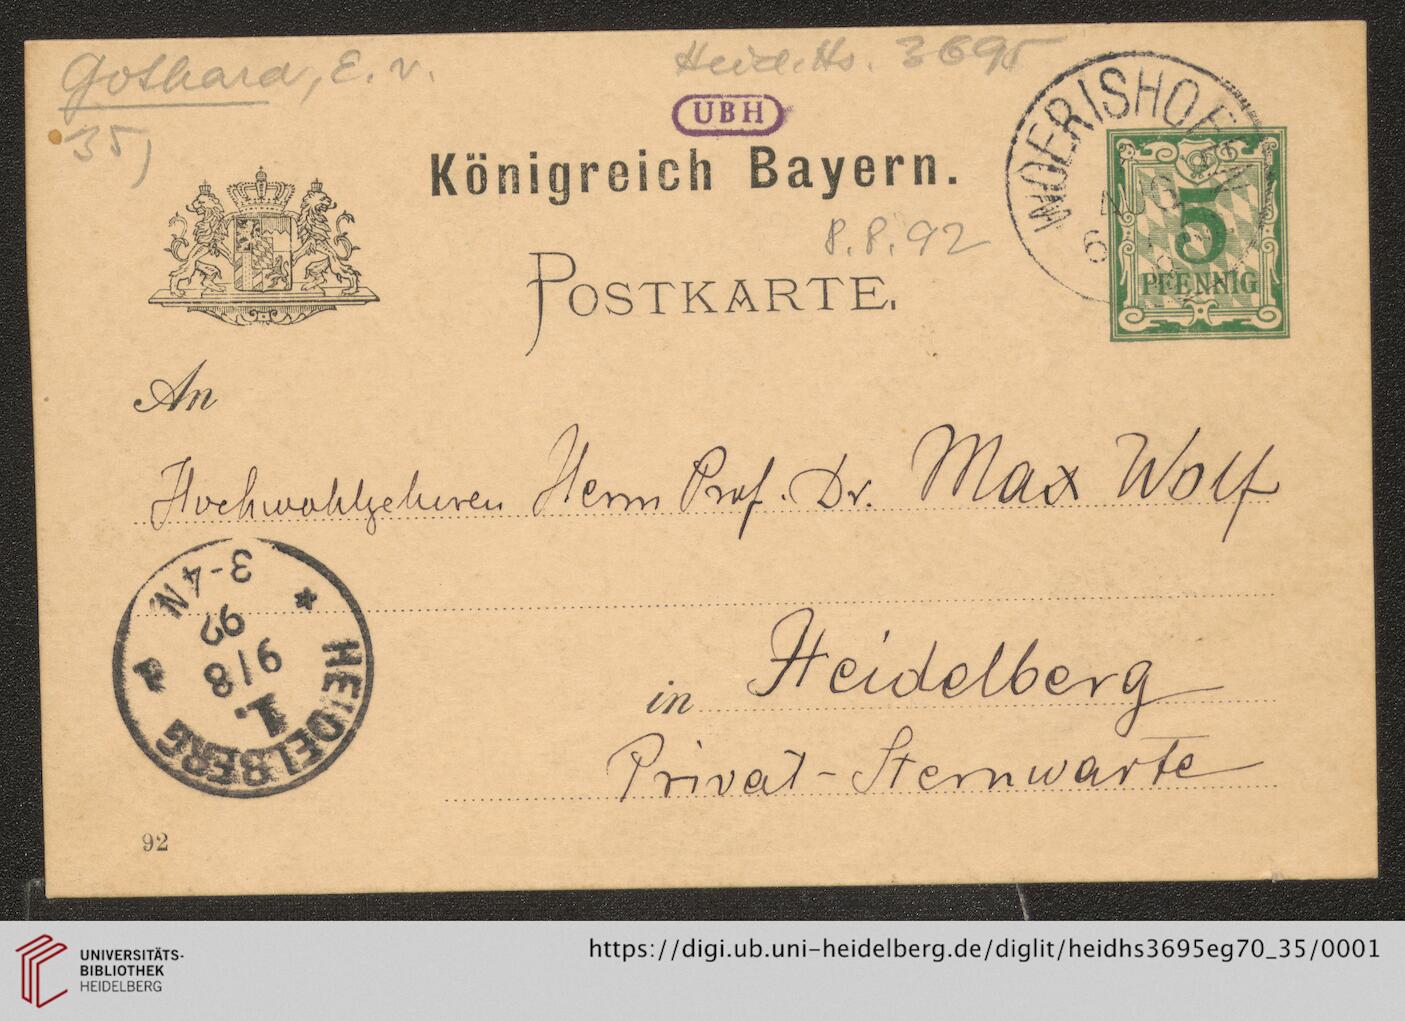 Gothard, E. v.
Heid. Hs. 3695
35)
UBH
Königreich Bayern.
WOERISHOFEN
AUG
8.8.92
5
PFENNIG
POSTKARTE.
An
Hochwohlgeboren Herrn Prof. Dr. Max Wolf
3-4N.
92
9/8
1.
HEIDELBERG
in Heidelberg
Privat-Sternwarte
92
UNIVERSITÄTS-
BIBLIOTHEK
HEIDELBERG
https://digi.ub.uni-heidelberg.de/diglit/heidhs3695eg70_35/0001